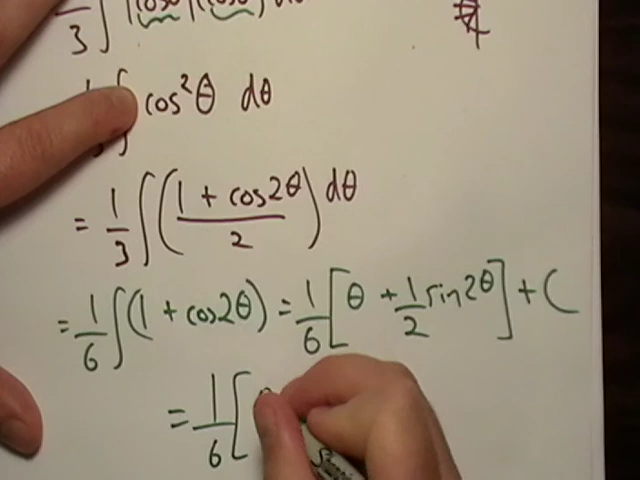 3 ∫
cos²θ dθ
= 1/3 ∫ ((1 + cos2θ)/2) dθ
= 1/6 ∫ (1 + cos2θ) = 1/6 [θ + 1/2 sin2θ] + C
= 1/6 [